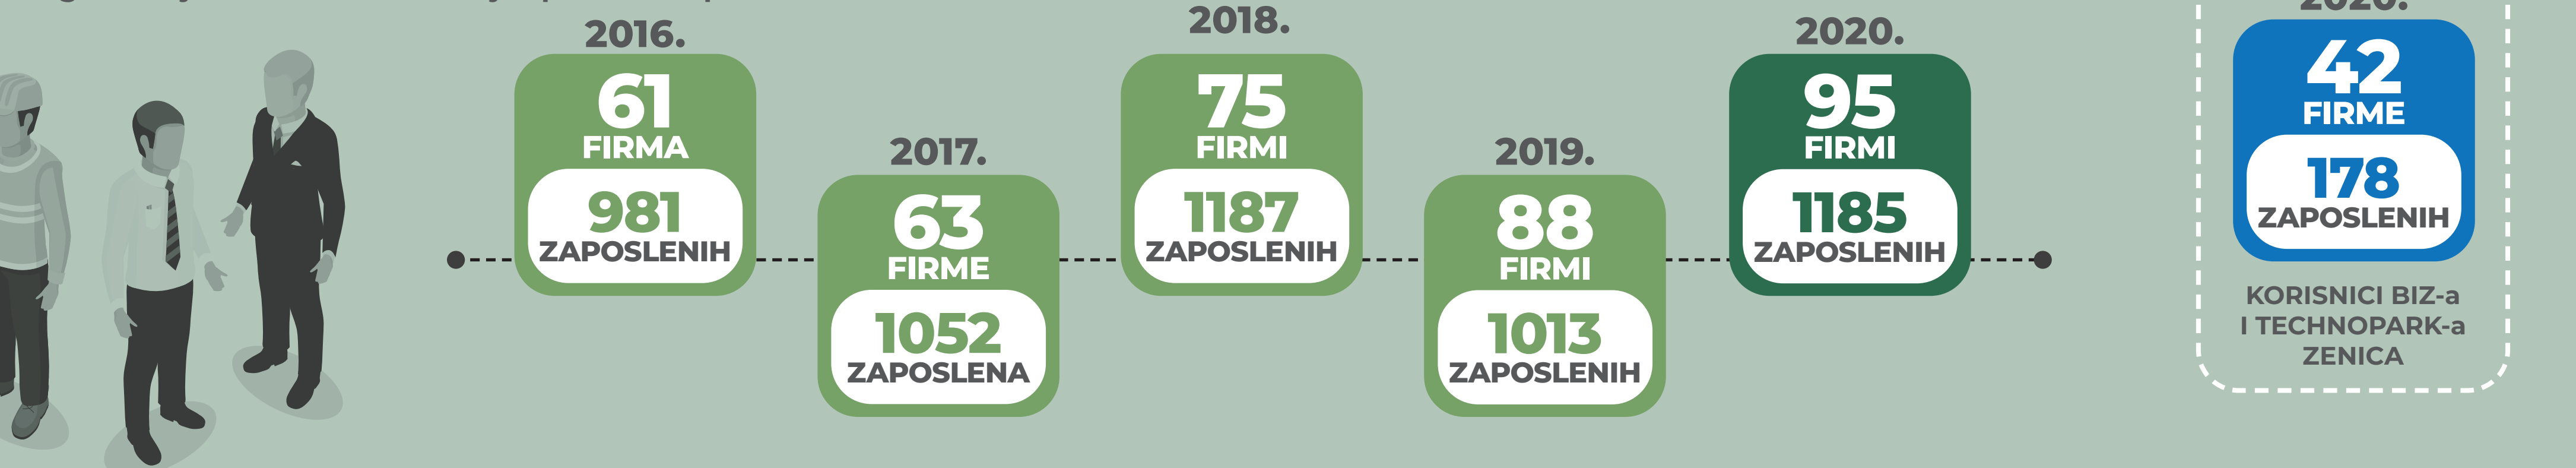 2016.
61
FIRMA
981
ZAPOSLENIH
2017.
63
FIRME
1052
ZAPOSLENA
2018.
75
FIRMI
1187
ZAPOSLENIH
2019.
88
FIRMI
1013
ZAPOSLENIH
2020.
95
FIRMI
1185
ZAPOSLENIH
2020.
42
FIRME
178
ZAPOSLENIH
KORISNICI BIZ-a
I TECHNOPARK-a
ZENICA